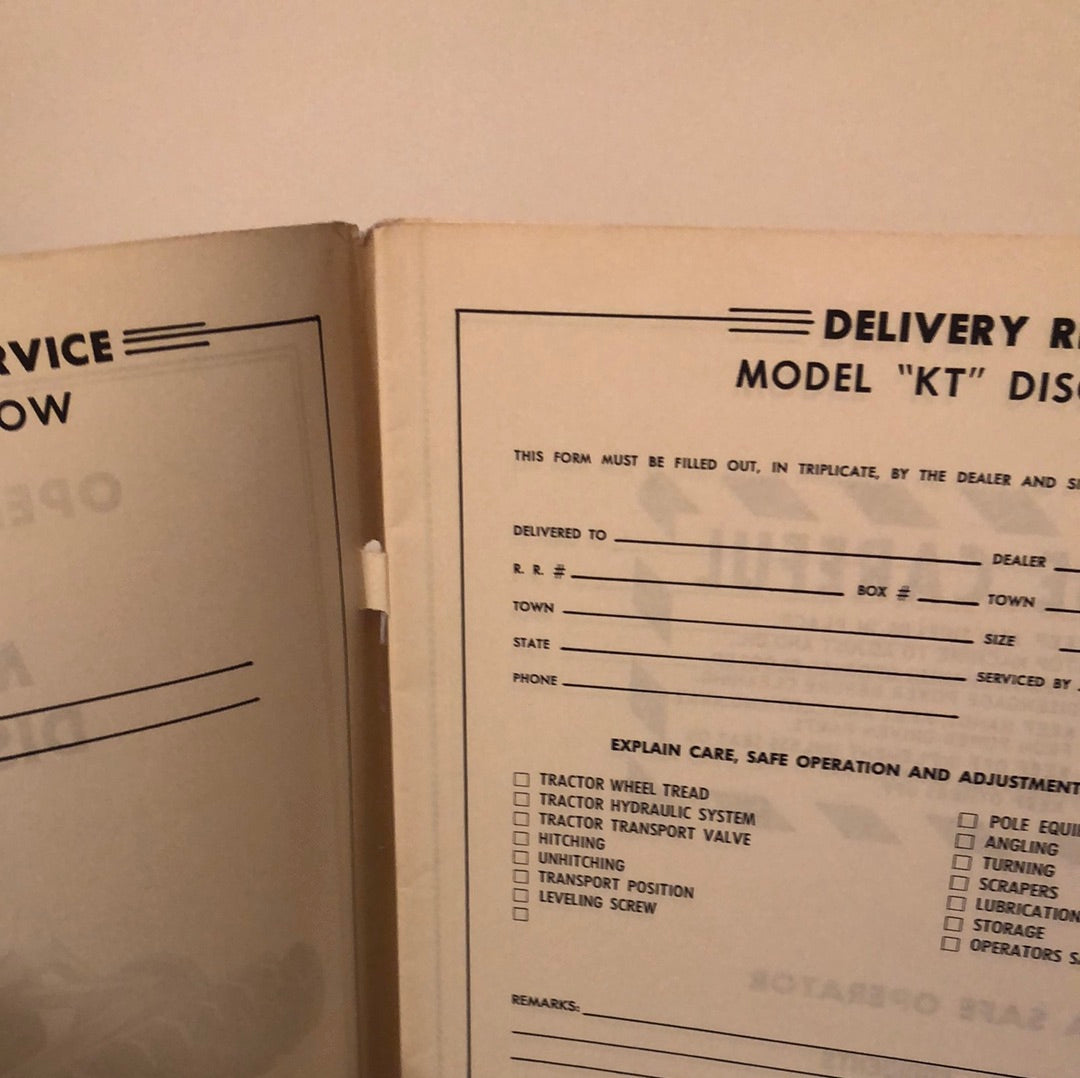 RVICE
OW
DELIVERY R
MODEL "KT" DISC
THIS FORM MUST BE FILLED OUT, IN TRIPLICATE, BY THE DEALER AND S
DELIVERED TO DEALER
R. R. # BOX # TOWN
TOWN SIZE
STATE SERVICED BY
PHONE
EXPLAIN CARE, SAFE OPERATION AND ADJUSTMENT
TRACTOR WHEEL TREAD
TRACTOR HYDRAULIC SYSTEM
TRACTOR TRANSPORT VALVE
HITCHING
UNHITCHING
TRANSPORT POSITION
LEVELING SCREW
POLE EQUI
ANGLING
TURNING
SCRAPERS
LUBRICATION
STORAGE
OPERATORS S
REMARKS: